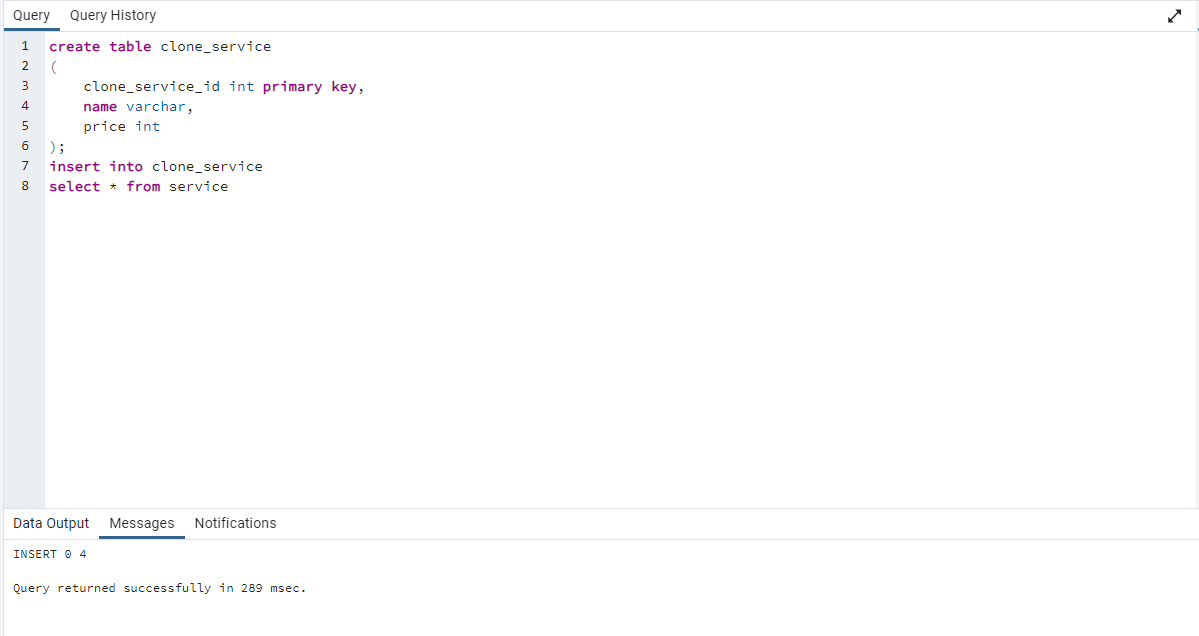 Query Query History
1 create table clone_service
2 (
3 clone_service_id int primary key,
4 name varchar,
5 price int
6 );
7 insert into clone_service
8 select * from service
Data Output Messages Notifications
INSERT 0 4
Query returned successfully in 289 msec.